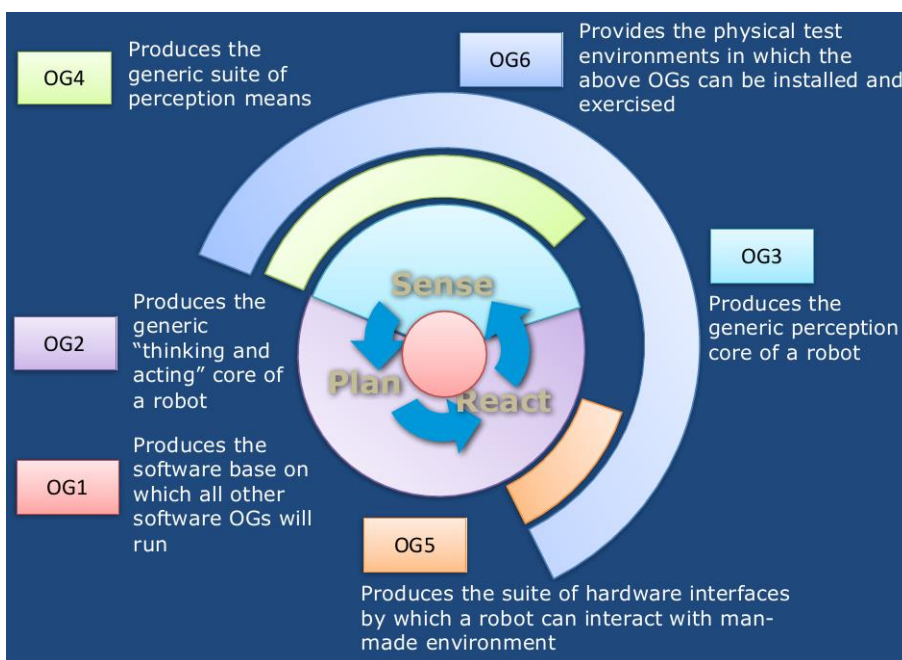 OG4
Produces the
generic suite of
perception means
OG6
Provides the physical test
environments in which the
above OGs can be installed and
exercised
OG3
Produces the
generic perception
core of a robot
Sense
Plan
React
OG2
Produces the
generic
“thinking and
acting” core of
a robot
OG1
Produces the
software base on
which all other
software OGs will
run
OG5
Produces the suite of hardware interfaces
by which a robot can interact with man-
made environment